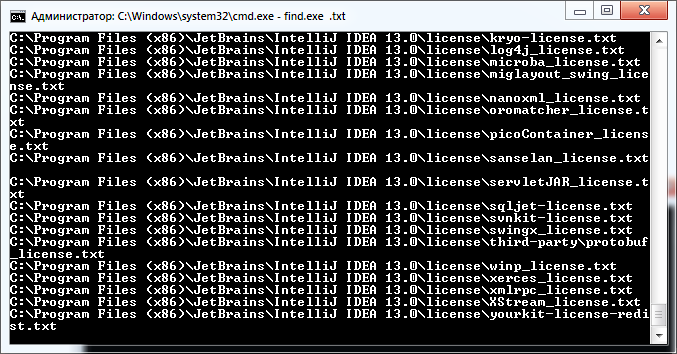 Администратор: C:\Windows\system32\cmd.exe - find.exe .txt
C:\Program Files (x86)\JetBrains\IntelliJ IDEA 13.0\license\kryo-license.txt
C:\Program Files (x86)\JetBrains\IntelliJ IDEA 13.0\license\log4j_license.txt
C:\Program Files (x86)\JetBrains\IntelliJ IDEA 13.0\license\microba_license.txt
C:\Program Files (x86)\JetBrains\IntelliJ IDEA 13.0\license\miglayout_swing_lice
nse.txt
C:\Program Files (x86)\JetBrains\IntelliJ IDEA 13.0\license\nanoxml_license.txt
C:\Program Files (x86)\JetBrains\IntelliJ IDEA 13.0\license\oromatcher_license.t
xt
C:\Program Files (x86)\JetBrains\IntelliJ IDEA 13.0\license\picoContainer_licens
e.txt
C:\Program Files (x86)\JetBrains\IntelliJ IDEA 13.0\license\sanselan_license.txt
C:\Program Files (x86)\JetBrains\IntelliJ IDEA 13.0\license\servletJAR_license.t
xt
C:\Program Files (x86)\JetBrains\IntelliJ IDEA 13.0\license\sqljet-license.txt
C:\Program Files (x86)\JetBrains\IntelliJ IDEA 13.0\license\svnkit-license.txt
C:\Program Files (x86)\JetBrains\IntelliJ IDEA 13.0\license\swingx_license.txt
C:\Program Files (x86)\JetBrains\IntelliJ IDEA 13.0\license\third-party\protobuf
_license.txt
C:\Program Files (x86)\JetBrains\IntelliJ IDEA 13.0\license\winp_license.txt
C:\Program Files (x86)\JetBrains\IntelliJ IDEA 13.0\license\xerces_license.txt
C:\Program Files (x86)\JetBrains\IntelliJ IDEA 13.0\license\xmlrpc_license.txt
C:\Program Files (x86)\JetBrains\IntelliJ IDEA 13.0\license\XStream_license.txt
C:\Program Files (x86)\JetBrains\IntelliJ IDEA 13.0\license\yourkit-license-redi
st.txt